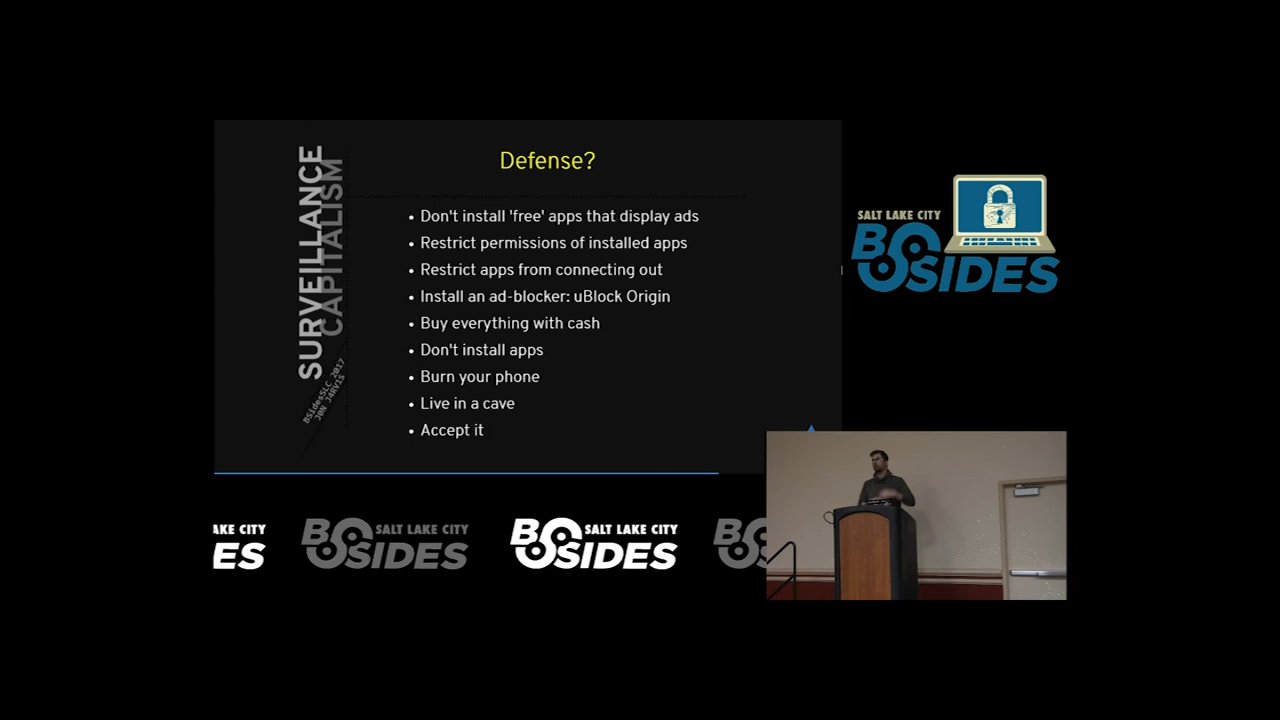 SURVEILLANCE
CAPITALISM
BSidesSLC 2017
J0N J4RV1S
Defense?
• Don't install 'free' apps that display ads
• Restrict permissions of installed apps
• Restrict apps from connecting out
• Install an ad-blocker: uBlock Origin
• Buy everything with cash
• Don't install apps
• Burn your phone
• Live in a cave
• Accept it
SALT LAKE CITY
BSIDES
AKE CITY
ES
SALT LAKE CITY
BSIDES
SALT LAKE CITY
BSIDES
BS